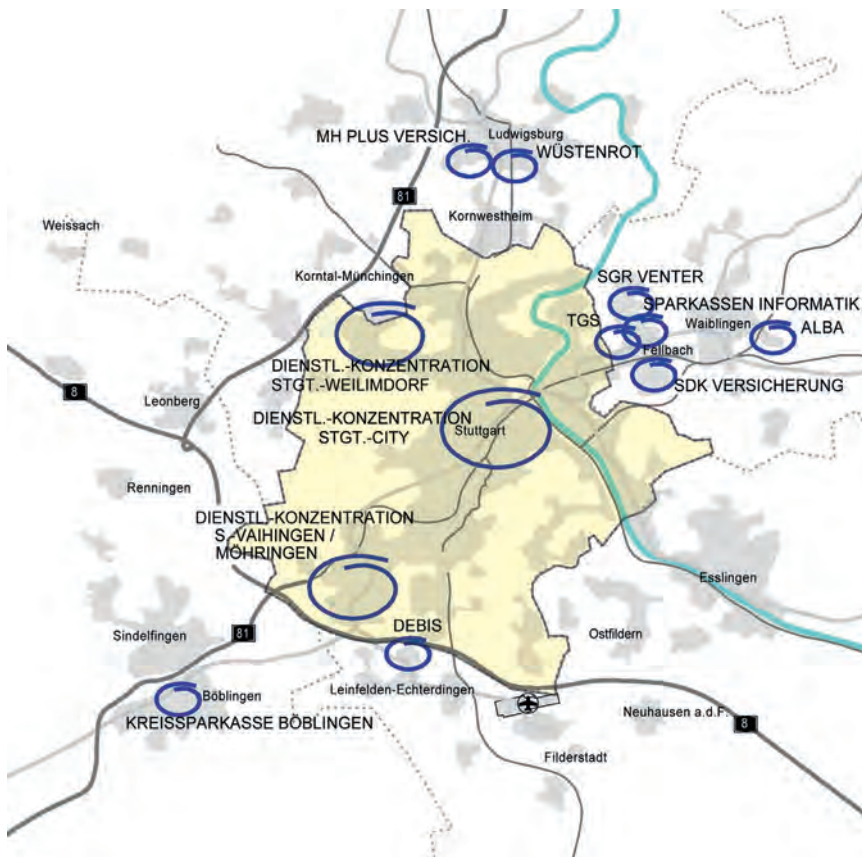 MH PLUS VERSICH.
Ludwigsburg
WÜSTENROT
81
Kornwestheim
Weissach
Korntal-Münchingen
SGR VENTER
SPARKASSEN INFORMATIK
TGS
Waiblingen
ALBA
Fellbach
DIENSTL.-KONZENTRATION
STGT.-WEILIMDORF
SDK VERSICHERUNG
8
Leonberg
DIENSTL.-KONZENTRATION
STGT.-CITY
Stuttgart
Renningen
DIENSTL.-KONZENTRATION
S.-VAIHINGEN /
MÖHRINGEN
Esslingen
DEBIS
Ostfildern
Sindelfingen
81
Böblingen
Leinfelden-Echterdingen
KREISSPARKASSE BÖBLINGEN
Neuhausen a.d.F.
8
Filderstadt